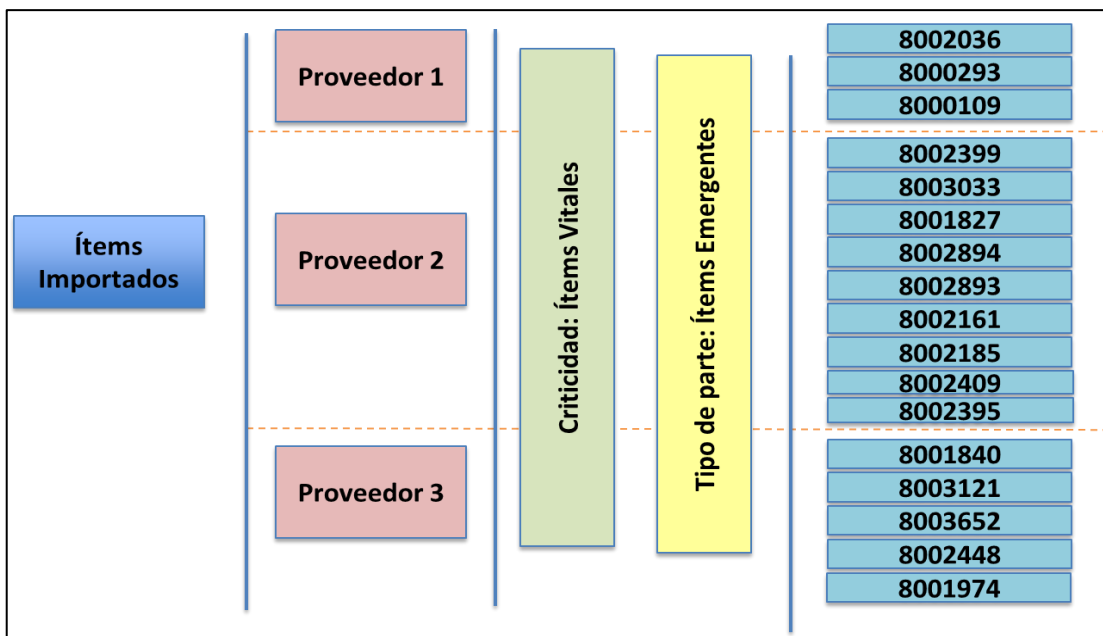 Ítems
Importados
Proveedor 1
Proveedor 2
Proveedor 3
Criticidad: Ítems Vitales
Tipo de parte: Ítems Emergentes
8002036
8000293
8000109
8002399
8003033
8001827
8002894
8002893
8002161
8002185
8002409
8002395
8001840
8003121
8003652
8002448
8001974